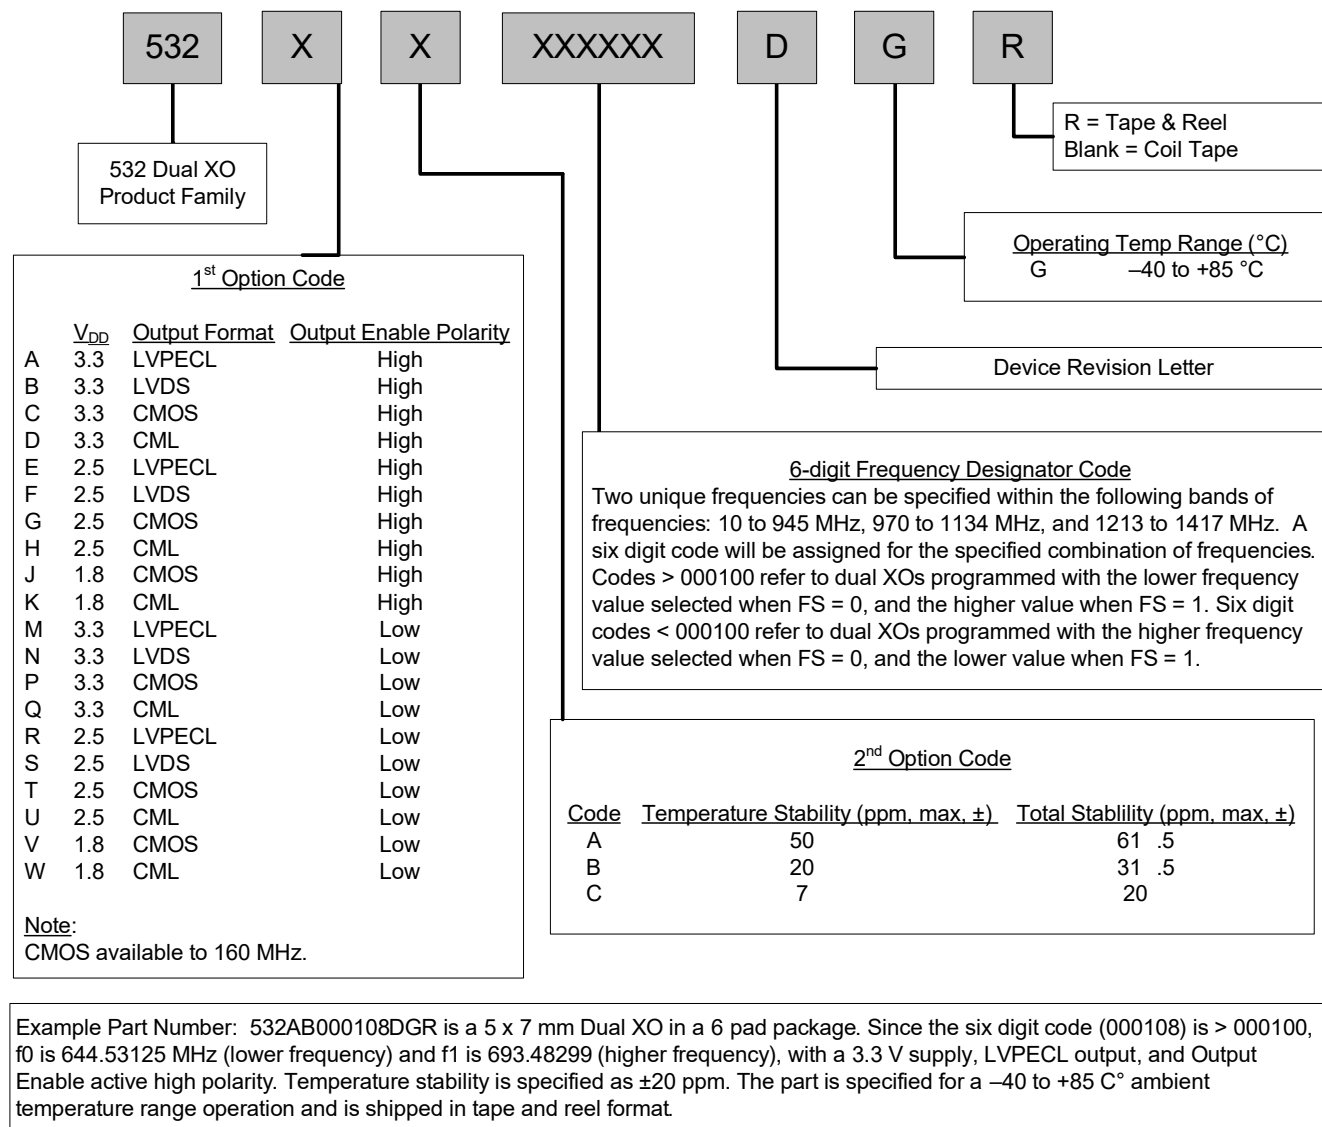 532 X X XXXXXX D G R
R = Tape & Reel
Blank = Coil Tape
532 Dual XO
Product Family
Operating Temp Range (°C)
G –40 to +85 °C
Device Revision Letter
1st Option Code
VDD Output Format Output Enable Polarity
A 3.3 LVPECL High
B 3.3 LVDS High
C 3.3 CMOS High
D 3.3 CML High
E 2.5 LVPECL High
F 2.5 LVDS High
G 2.5 CMOS High
H 2.5 CML High
J 1.8 CMOS High
K 1.8 CML High
M 3.3 LVPECL Low
N 3.3 LVDS Low
P 3.3 CMOS Low
Q 3.3 CML Low
R 2.5 LVPECL Low
S 2.5 LVDS Low
T 2.5 CMOS Low
U 2.5 CML Low
V 1.8 CMOS Low
W 1.8 CML Low
Note:
CMOS available to 160 MHz.
6-digit Frequency Designator Code
Two unique frequencies can be specified within the following bands of
frequencies: 10 to 945 MHz, 970 to 1134 MHz, and 1213 to 1417 MHz. A
six digit code will be assigned for the specified combination of frequencies.
Codes > 000100 refer to dual XOs programmed with the lower frequency
value selected when FS = 0, and the higher value when FS = 1. Six digit
codes < 000100 refer to dual XOs programmed with the higher frequency
value selected when FS = 0, and the lower value when FS = 1.
2nd Option Code
Code Temperature Stability (ppm, max, ±) Total Stablility (ppm, max, ±)
A 50 61 .5
B 20 31 .5
C 7 20
Example Part Number: 532AB000108DGR is a 5 x 7 mm Dual XO in a 6 pad package. Since the six digit code (000108) is > 000100,
f0 is 644.53125 MHz (lower frequency) and f1 is 693.48299 (higher frequency), with a 3.3 V supply, LVPECL output, and Output
Enable active high polarity. Temperature stability is specified as ±20 ppm. The part is specified for a –40 to +85 C° ambient
temperature range operation and is shipped in tape and reel format.